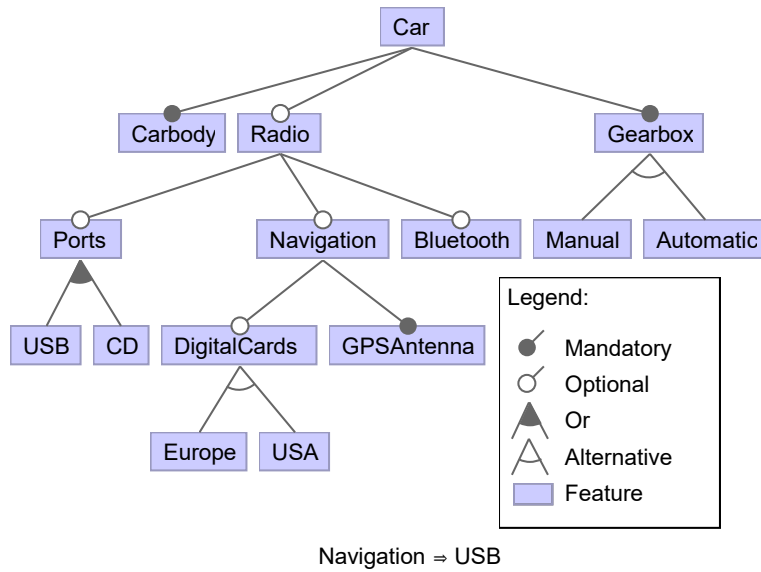 Car
Carbody
Radio
Gearbox
Ports
Navigation
Bluetooth
Manual
Automatic
USB
CD
DigitalCards
GPSAntenna
Europe
USA
Legend:
Mandatory
Optional
Or
Alternative
Feature
Navigation ⇒ USB